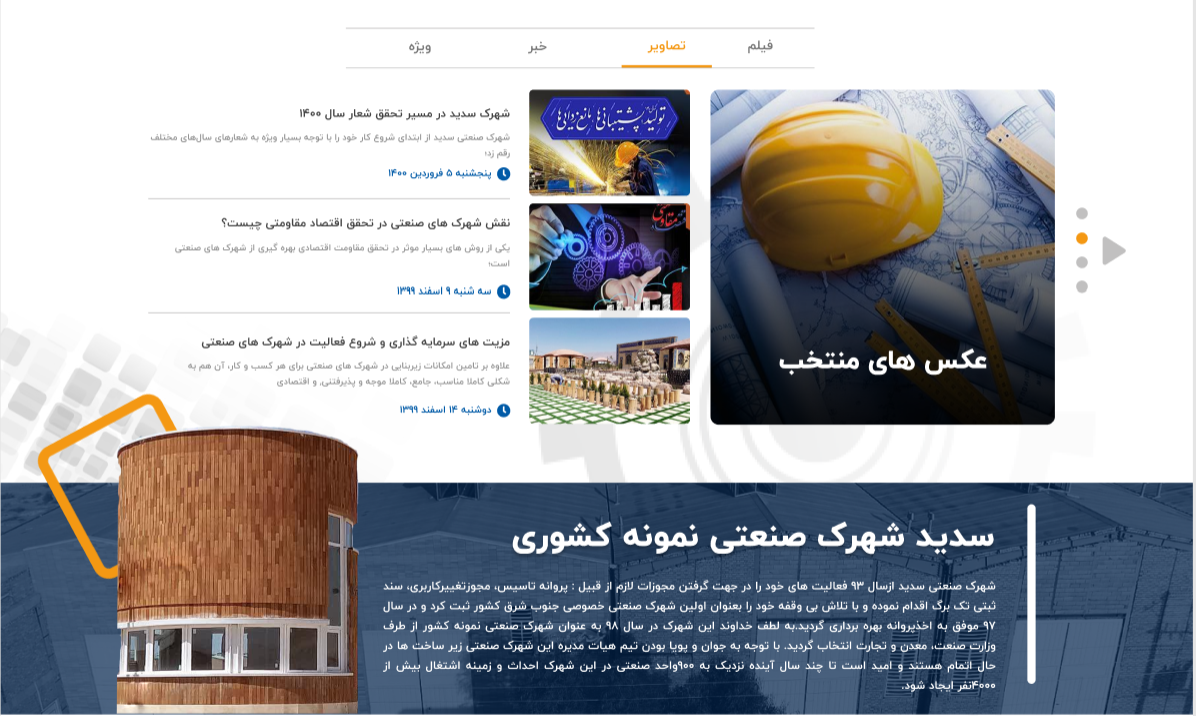 فیلم
تصاویر
خبر
ویژه
عکس های منتخب
تولید، پشتیبانی‌ها، مانع‌زدایی‌ها
شهرک سدید در مسیر تحقق شعار سال ۱۴۰۰
شهرک صنعتی سدید از ابتدای شروع کار خود را با توجه بسیار ویژه به شعارهای سال‌های مختلف
رقم زد؛
پنجشنبه ۵ فروردین ۱۴۰۰
نقش شهرک های صنعتی در تحقق اقتصاد مقاومتی چیست؟
یکی از روش های بسیار موثر در تحقق مقاومت اقتصادی بهره گیری از شهرک های صنعتی
است؛
سه شنبه ۹ اسفند ۱۳۹۹
مزیت های سرمایه گذاری و شروع فعالیت در شهرک های صنعتی
علاوه بر تامین امکانات زیربنایی در شهرک های صنعتی برای هر کسب و کار، آن هم به
شکلی کاملا مناسب، جامع، کاملا موجه و پذیرفتنی، و اقتصادی
دوشنبه ۱۴ اسفند ۱۳۹۹
سدید شهرک صنعتی نمونه کشوری
شهرک صنعتی سدید ازسال ۹۳ فعالیت های خود را در جهت گرفتن مجوزات لازم از قبیل : پروانه تاسیس، مجوزتغییرکاربری، سند
ثبتی تک برگ اقدام نموده و با تلاش بی وقفه خود را بعنوان اولین شهرک صنعتی خصوصی جنوب شرق کشور ثبت کرد و در سال
۹۷ موفق به اخذپروانه بهره برداری گردید.به لطف خداوند این شهرک در سال ۹۸ به عنوان شهرک صنعتی نمونه کشور از طرف
وزارت صنعت، معدن و تجارت انتخاب گردید. با توجه به جوان و پویا بودن تیم هیات مدیره این شهرک صنعتی زیر ساخت ها در
حال اتمام هستند و امید است تا چند سال آینده نزدیک به ۹۰۰واحد صنعتی در این شهرک احداث و زمینه اشتغال بیش از
۴۰۰۰نفر ایجاد شود.